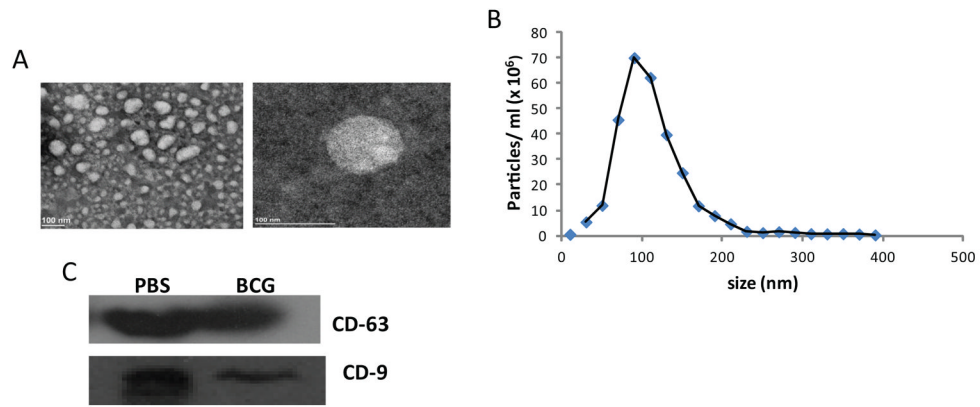 A
100 nm
100 nm
B
Particles/ ml (x 10⁶)
80
70
60
50
40
30
20
10
0
0 100 200 300 400 500
size (nm)
C
PBS BCG
CD-63
CD-9